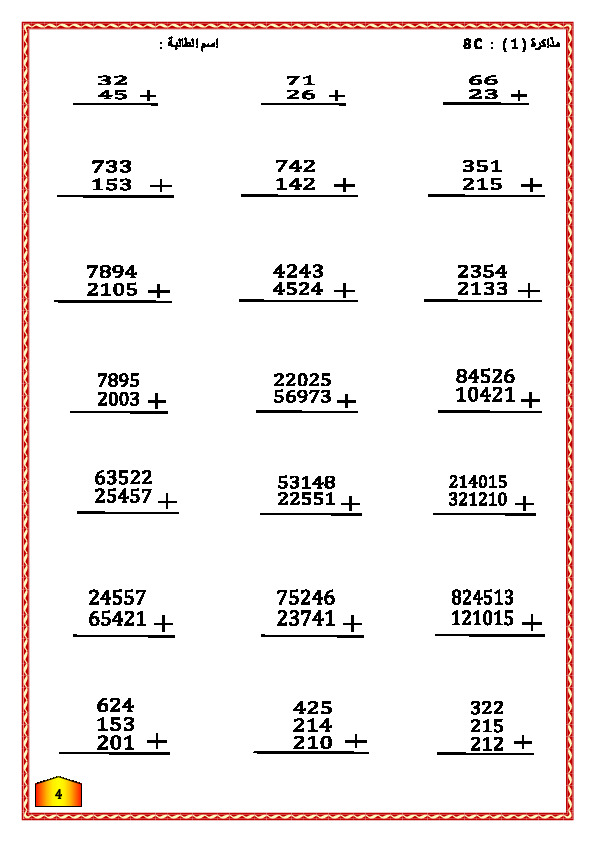 مذاكرة (1) : 8C اسم الطالبة :
32 71 66
45 + 26 + 23 +
733 742 351
153 + 142 + 215 +
7894 4243 2354
2105 + 4524 + 2133 +
7895 22025 84526
2003 + 56973 + 10421 +
63522 53148 214015
25457 + 22551 + 321210 +
24557 75246 824513
65421 + 23741 + 121015 +
624 425 322
153 214 215
201 + 210 + 212 +
4